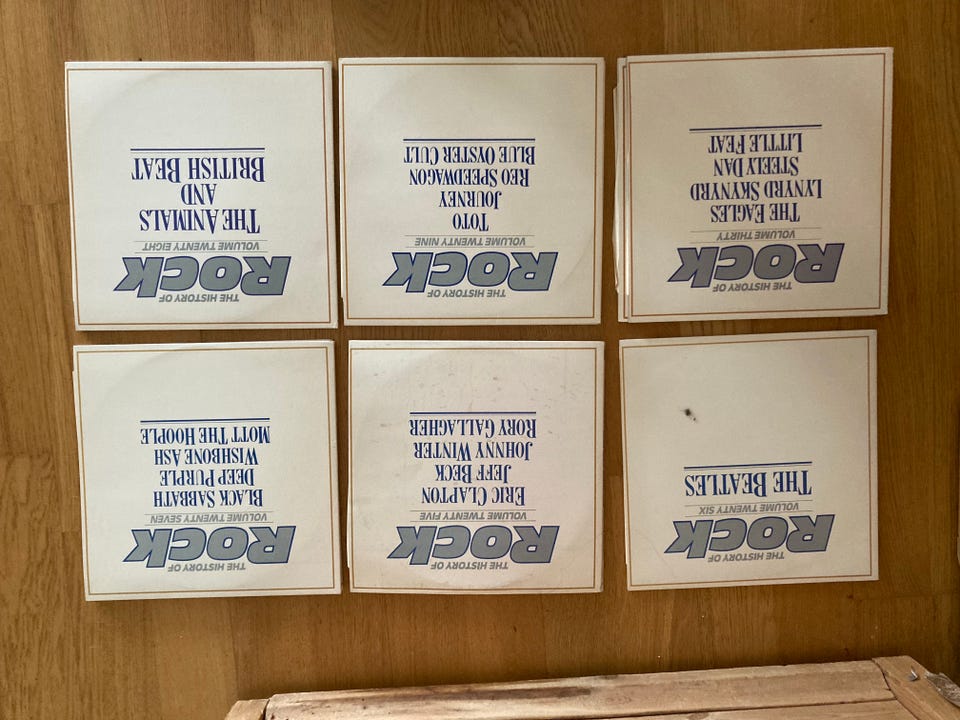 THE HISTORY OF
ROCK
VOLUME TWENTY SIX
THE BEATLES
THE HISTORY OF
ROCK
VOLUME TWENTY FIVE
ERIC CLAPTON
JEFF BECK
JOHNNY WINTER
RORY GALLAGHER
THE HISTORY OF
ROCK
VOLUME TWENTY SEVEN
BLACK SABBATH
DEEP PURPLE
WISHBONE ASH
MOTT THE HOOPLE
THE HISTORY OF
ROCK
VOLUME THIRTY
THE EAGLES
LYNYRD SKYNYRD
STEELY DAN
LITTLE FEAT
THE HISTORY OF
ROCK
VOLUME TWENTY NINE
TOTO
JOURNEY
REO SPEEDWAGON
BLUE OYSTER CULT
THE HISTORY OF
ROCK
VOLUME TWENTY EIGHT
THE ANIMALS
AND
BRITISH BEAT